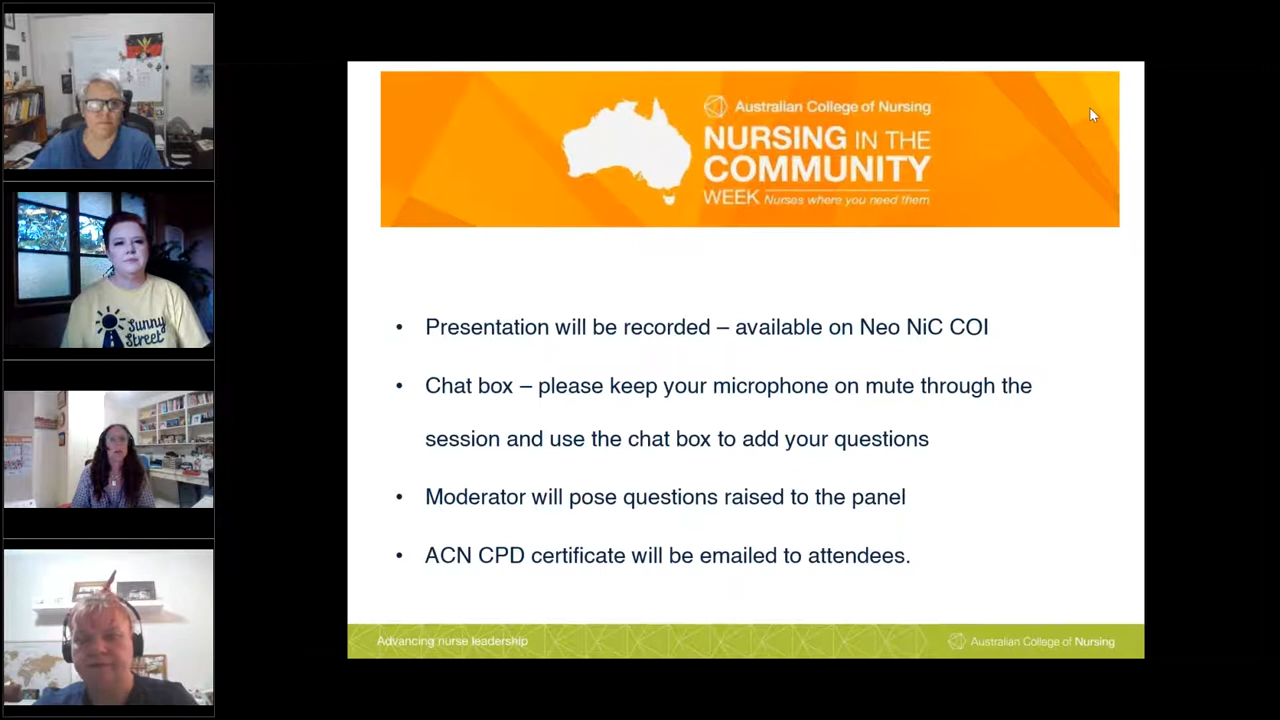 Sunny
Street
Australian College of Nursing
NURSING IN THE
COMMUNITY
WEEK Nurses where you need them
• Presentation will be recorded – available on Neo NiC COI
• Chat box – please keep your microphone on mute through the
session and use the chat box to add your questions
• Moderator will pose questions raised to the panel
• ACN CPD certificate will be emailed to attendees.
Advancing nurse leadership
Australian College of Nursing